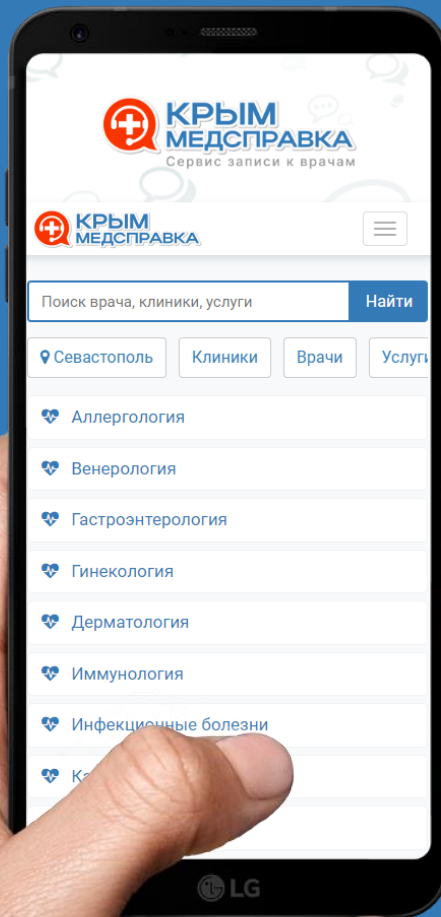 КРЫМ
МЕДСПРАВКА
Сервис записи к врачам
КРЫМ
МЕДСПРАВКА
Поиск врача, клиники, услуги Найти
Севастополь Клиники Врачи Услуги
Аллергология
Венерология
Гастроэнтерология
Гинекология
Дерматология
Иммунология
Инфекционные болезни
LG